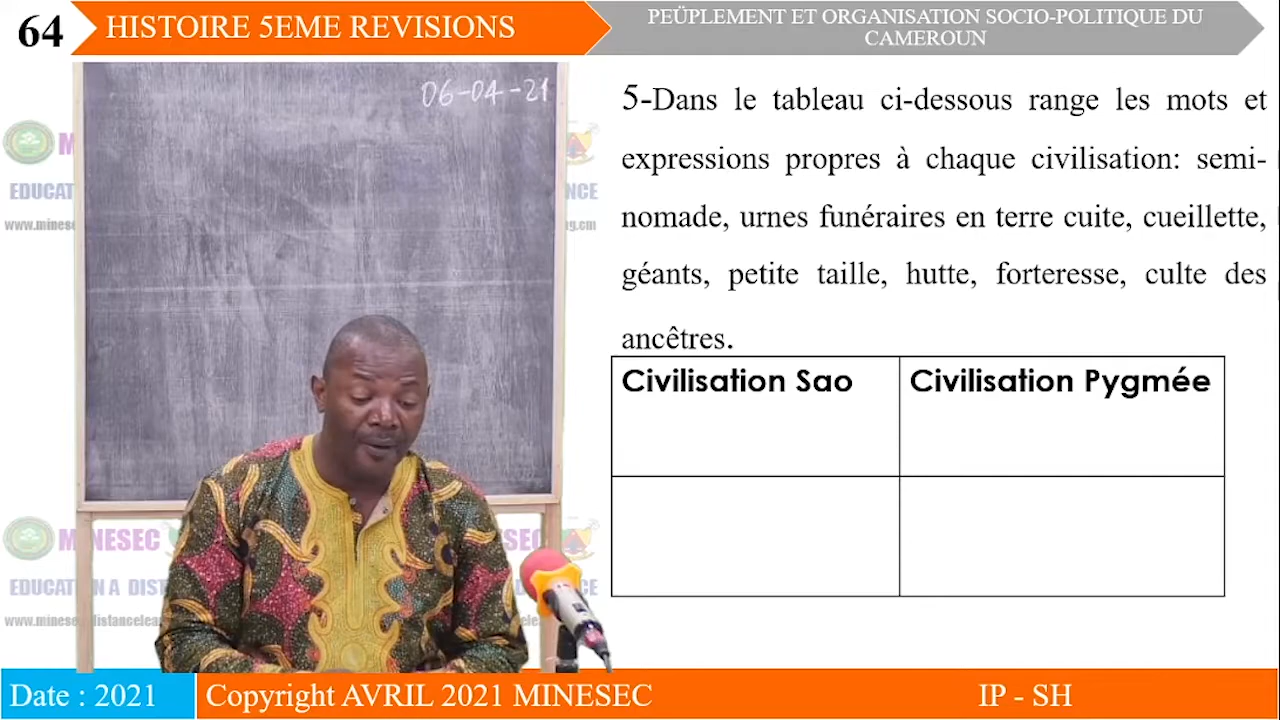 64
HISTOIRE 5EME REVISIONS
PEÜPLEMENT ET ORGANISATION SOCIO-POLITIQUE DU
CAMEROUN
06-04-21
5-Dans le tableau ci-dessous range les mots et
expressions propres à chaque civilisation: semi-
nomade, urnes funéraires en terre cuite, cueillette,
géants, petite taille, hutte, forteresse, culte des
ancêtres.
Civilisation Sao
Civilisation Pygmée
MINESEC
Date : 2021
Copyright AVRIL 2021 MINESEC
IP - SH